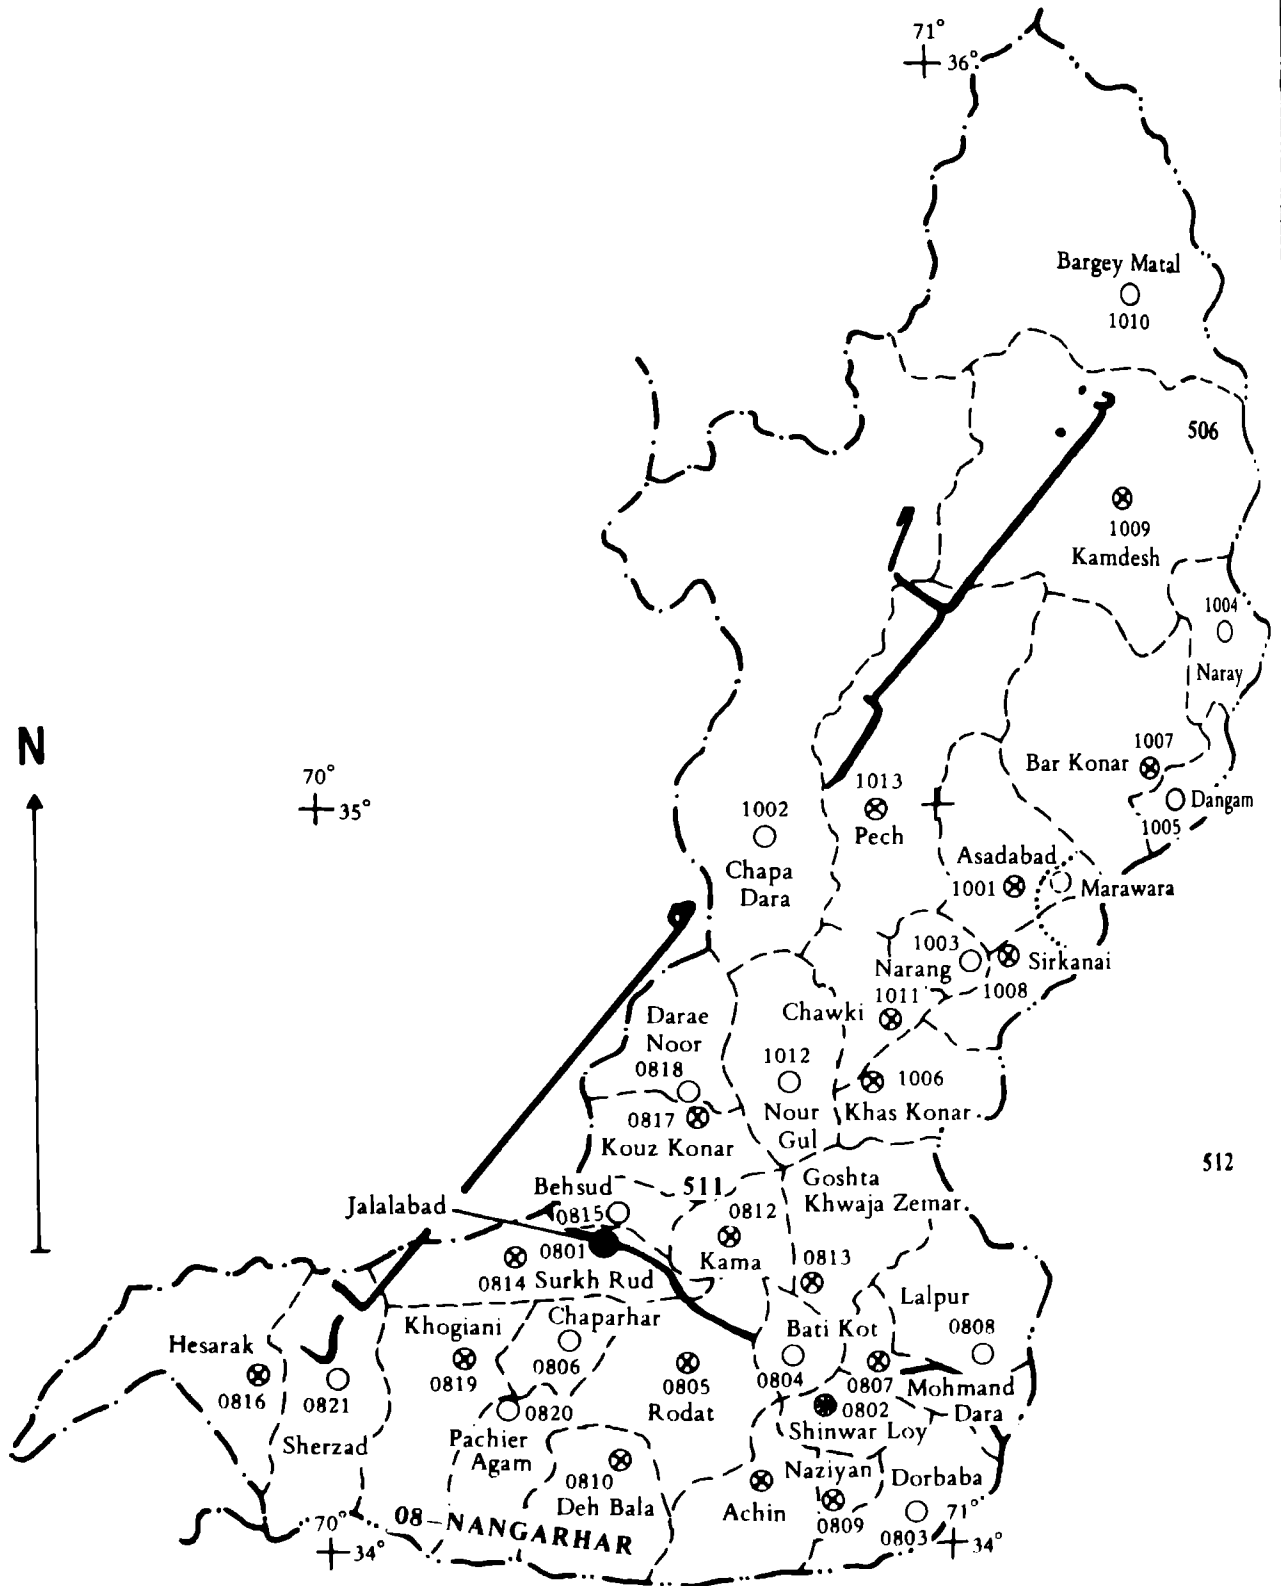 71°
36°
Bargey Matal
1010
506
1009
Kamdesh
1004
Naray
N
70°
35°
1007
Bar Konar
Dangam
1005
1013
Pech
1002
Chapa
Dara
Asadabad
1001
Marawara
1003
Narang
Sirkanai
1008
1011
Chawki
Darae
Noor
0818
1012
Nour
Gul
1006
Khas Konar
0817
Kouz Konar
512
Goshta
Khwaja Zemar
511
Behsud
0815
Jalalabad
0812
Kama
0801
0814 Surkh Rud
0813
Lalpur
0808
Khogiani
0819
Chaparhar
0806
Bati Kot
0804
0807
Mohmand
Dara
Hesarak
0816
0821
Sherzad
0805
Rodat
0820
Pachier
Agam
0802
Shinwar Loy
0810
Deh Bala
Achin
Naziyan
0809
Dorbaba
0803
71°
34°
70°
34°
08-NANGARHAR